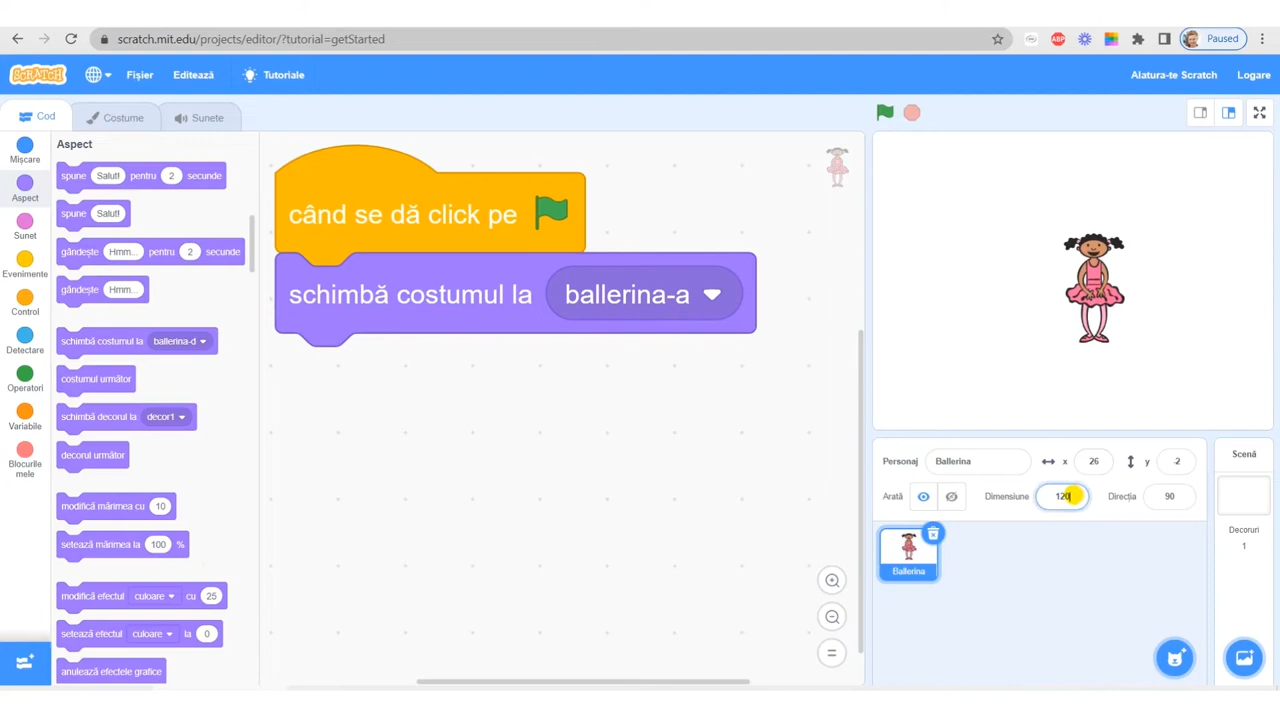 scratch.mit.edu/projects/editor/?tutorial=getStarted
ABP
Paused
SCRATCH
Fișier
Editează
Tutoriale
Alatura-te Scratch
Logare
Cod
Costume
Sunete
Mișcare
Aspect
Sunet
Evenimente
Control
Detectare
Operatori
Variabile
Blocurile
mele
Aspect
spune Salut! pentru 2 secunde
spune Salut!
gândește Hmm... pentru 2 secunde
gândește Hmm...
schimbă costumul la ballerina-d
costumul următor
schimbă decorul la decor1
decorul următor
modifică mărimea cu 10
setează mărimea la 100 %
modifică efectul culoare cu 25
setează efectul culoare la 0
anulează efectele grafice
când se dă click pe
schimbă costumul la ballerina-a
Personaj Ballerina x 26 y -2
Arată Dimensiune 120 Direcția 90
Ballerina
Scenă
Decoruri
1